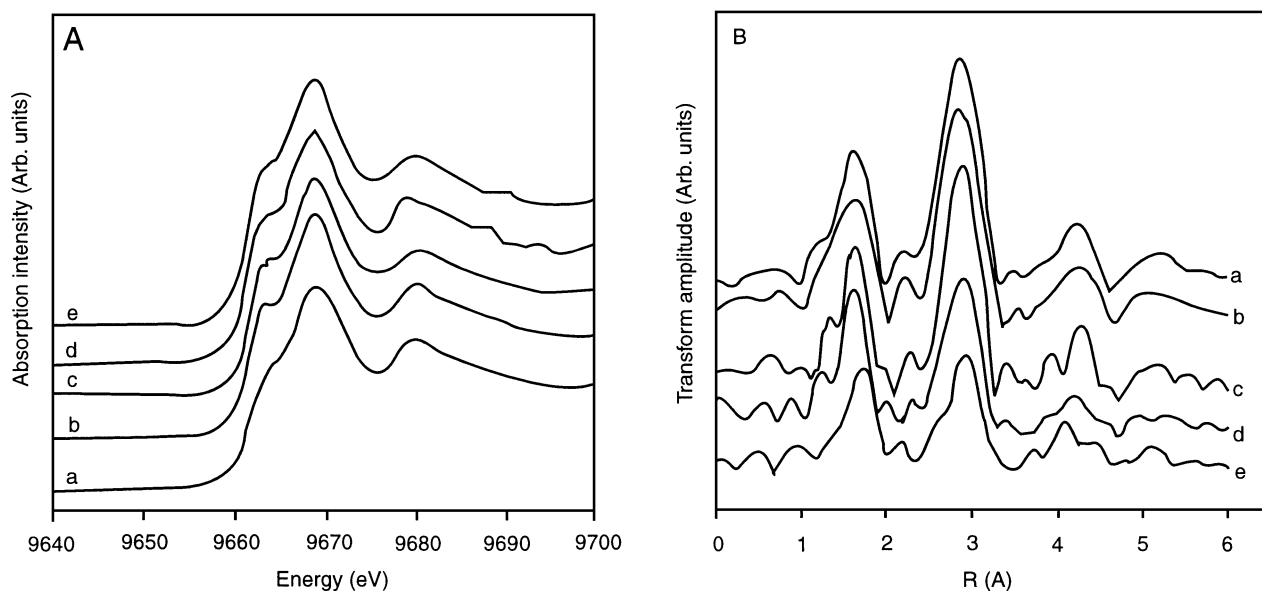 A
Absorption intensity (Arb. units)
e
d
c
b
a
9640 9650 9660 9670 9680 9690 9700
Energy (eV)
B
Transform amplitude (Arb. units)
a
b
c
d
e
0 1 2 3 4 5 6
R (A)